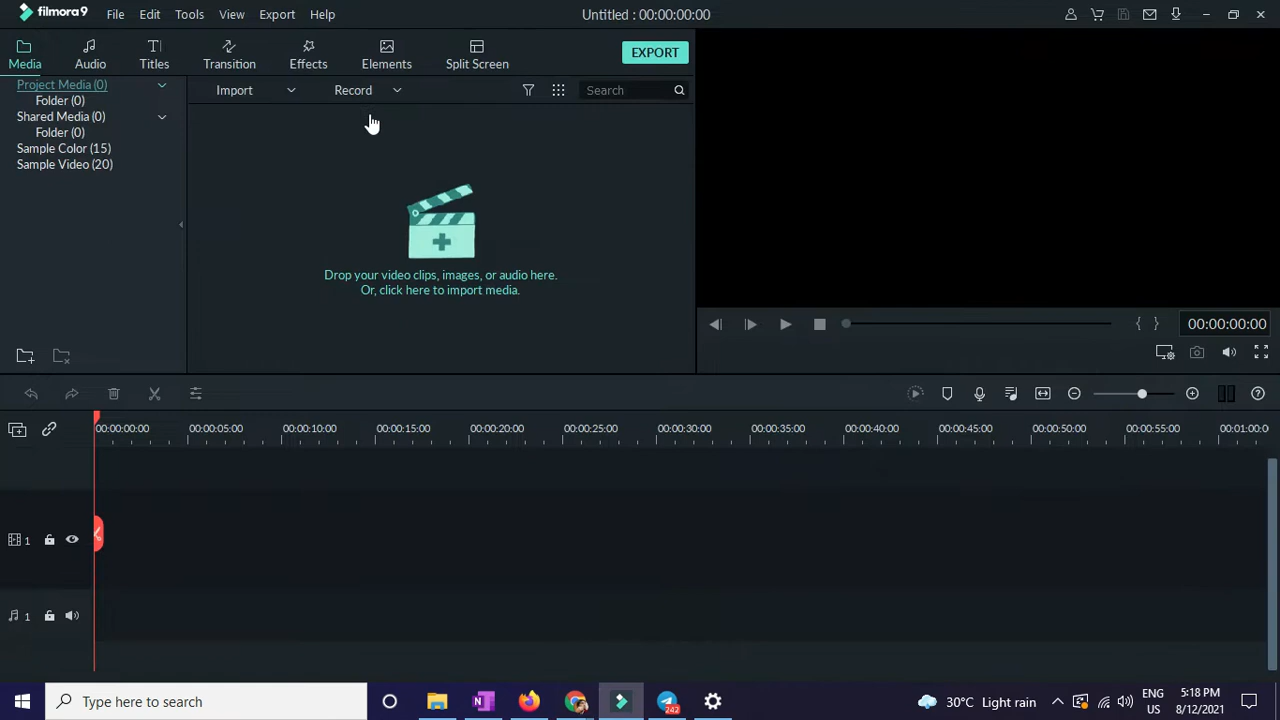 filmora9
File Edit Tools View Export Help
Untitled : 00:00:00:00
Media Audio Titles Transition Effects Elements Split Screen
EXPORT
Project Media (0)
Folder (0)
Shared Media (0)
Folder (0)
Sample Color (15)
Sample Video (20)
Import Record Search
Drop your video clips, images, or audio here.
Or, click here to import media.
00:00:00:00
00:00:00:00 00:00:05:00 00:00:10:00 00:00:15:00 00:00:20:00 00:00:25:00 00:00:30:00 00:00:35:00 00:00:40:00 00:00:45:00 00:00:50:00 00:00:55:00 00:01:00:0
1
1
Type here to search
242
30°C Light rain
ENG
US
5:18 PM
8/12/2021